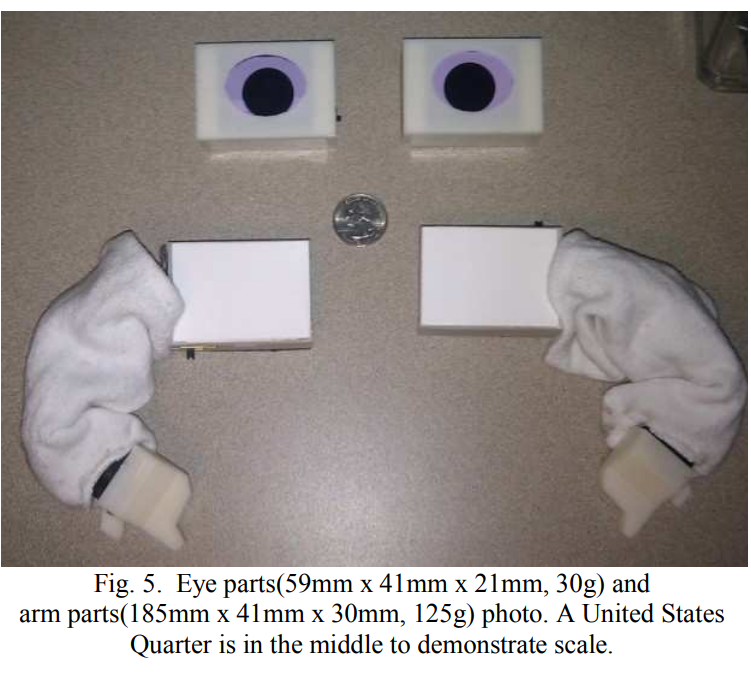 Fig. 5.  Eye parts(59mm x 41mm x 21mm, 30g) and
arm parts(185mm x 41mm x 30mm, 125g) photo. A United States
Quarter is in the middle to demonstrate scale.